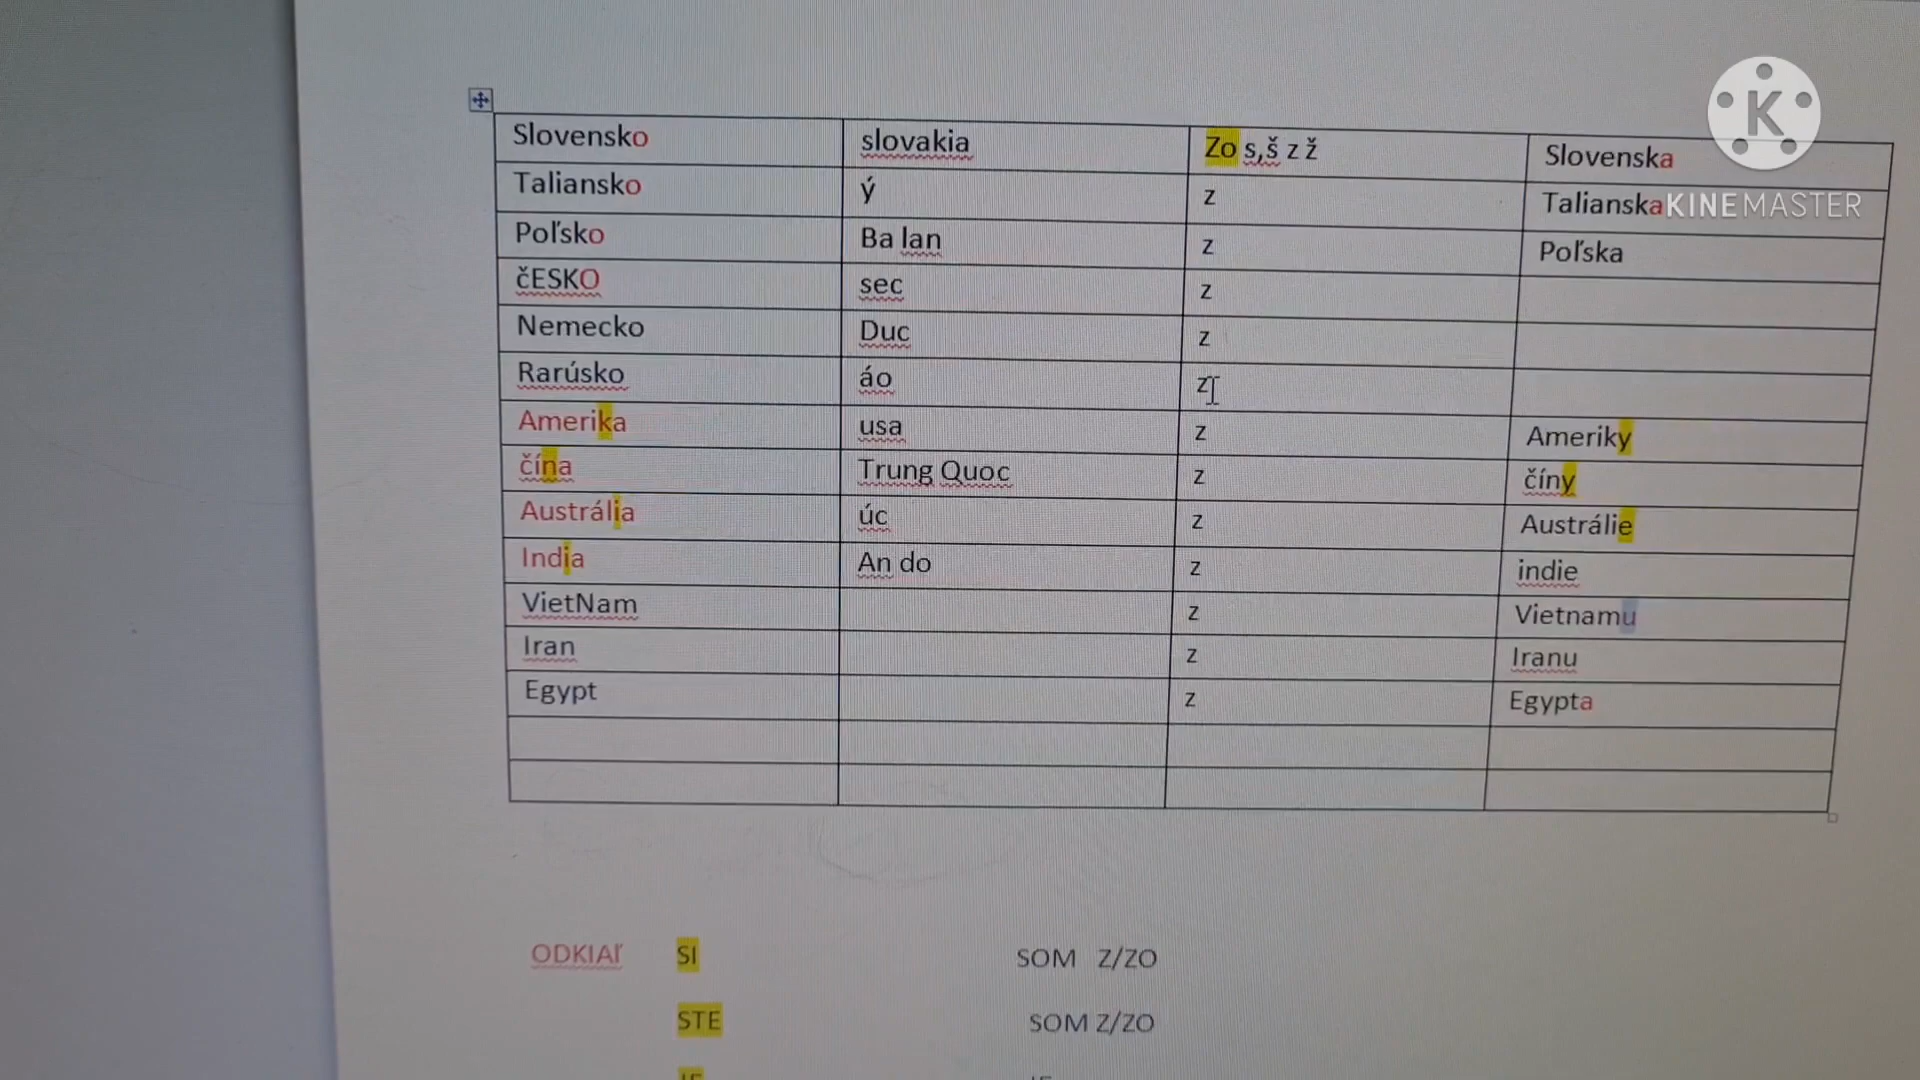 Slovensko slovakia Zo s,š z ž Slovenska
Taliansko ý z Talianska
KINEMASTER
Poľsko Ba lan z Poľska
čESKO sec z
Nemecko Duc z
Rarúsko áo z
Amerika usa z Ameriky
čína Trung Quoc z číny
Austrália úc z Austrálie
India An do z indie
VietNam z Vietnamu
Iran z Iranu
Egypt z Egypta
ODKIAľ SI SOM Z/ZO
STE SOM Z/ZO